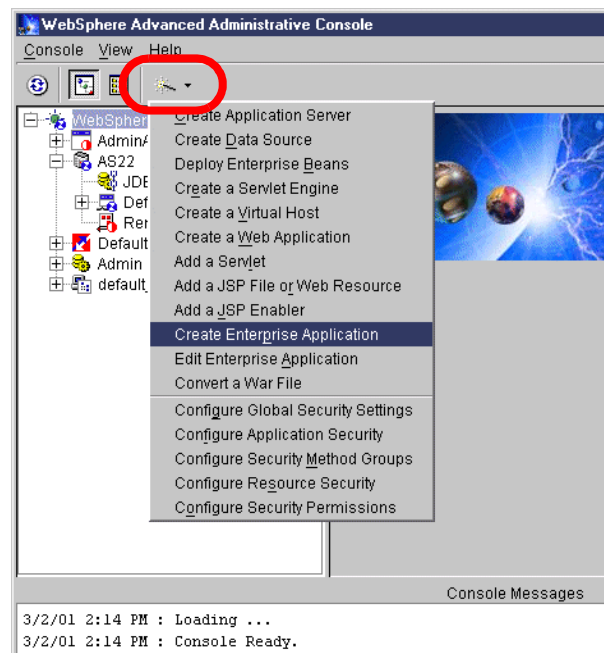 WebSphere Advanced Administrative Console
Console View Help
WebSpher
Admin
AS22
JDB
Def
Rer
Default
Admin
default_
Create Application Server
Create Data Source
Deploy Enterprise Beans
Create a Servlet Engine
Create a Virtual Host
Create a Web Application
Add a Servlet
Add a JSP File or Web Resource
Add a JSP Enabler
Create Enterprise Application
Edit Enterprise Application
Convert a War File
Configure Global Security Settings
Configure Application Security
Configure Security Method Groups
Configure Resource Security
Configure Security Permissions
Console Messages
3/2/01 2:14 PM : Loading ...
3/2/01 2:14 PM : Console Ready.